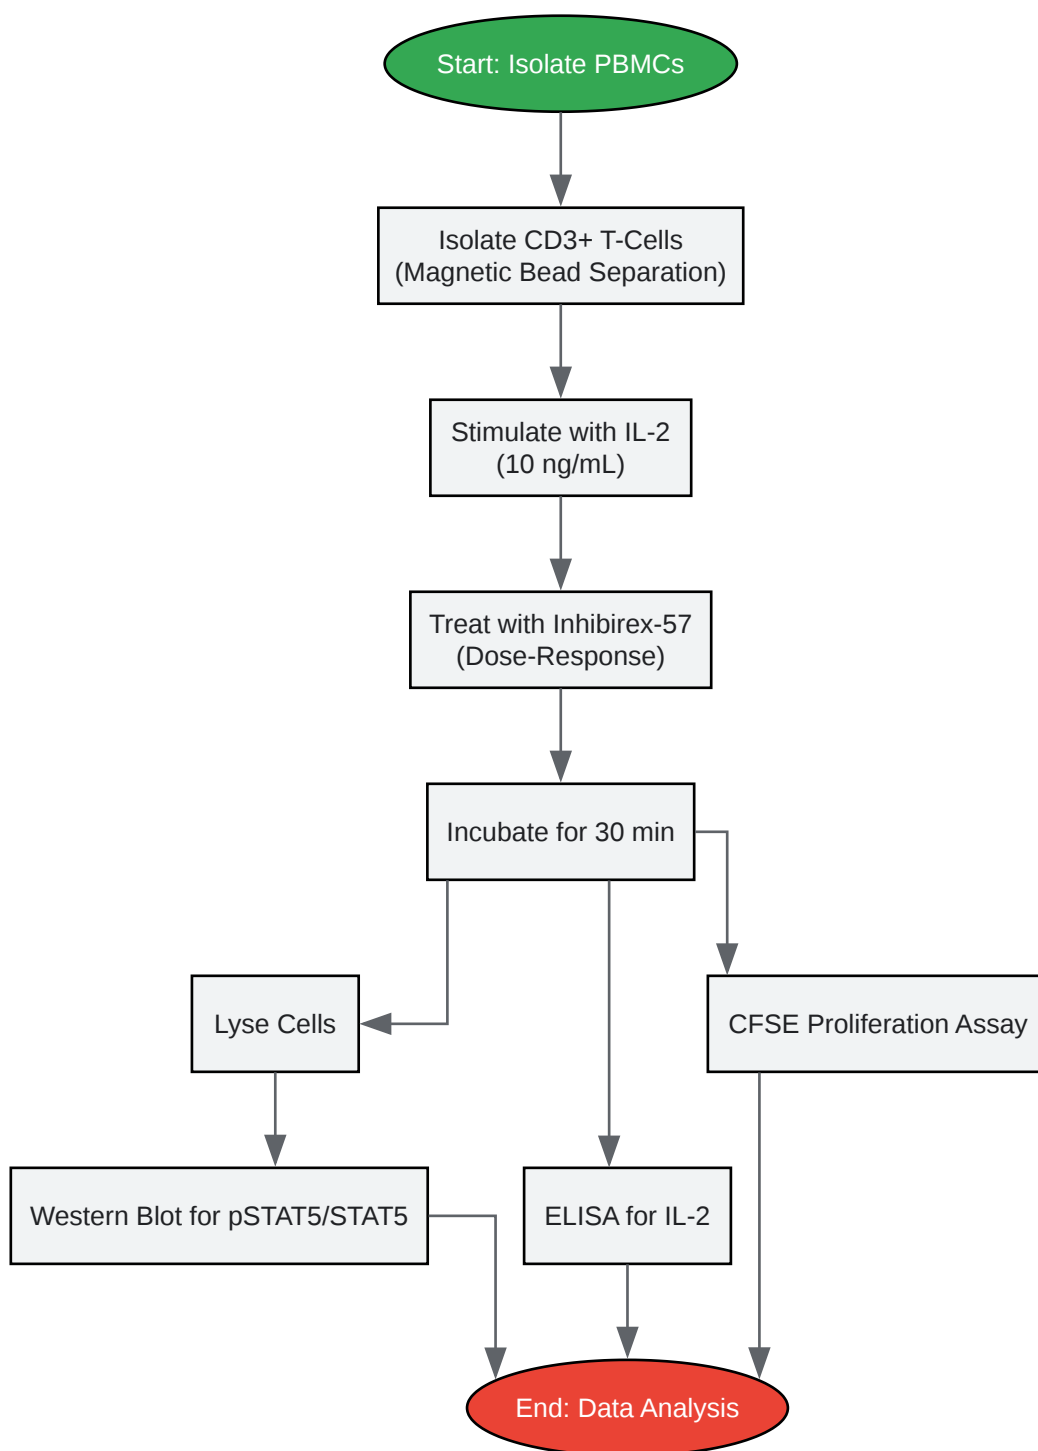 Start: Isolate PBMCs
Isolate CD3+ T-Cells
(Magnetic Bead Separation)
Stimulate with IL-2
(10 ng/mL)
Treat with Inhibirex-57
(Dose-Response)
Incubate for 30 min
Lyse Cells
CFSE Proliferation Assay
Western Blot for pSTAT5/STAT5
ELISA for IL-2
End: Data Analysis